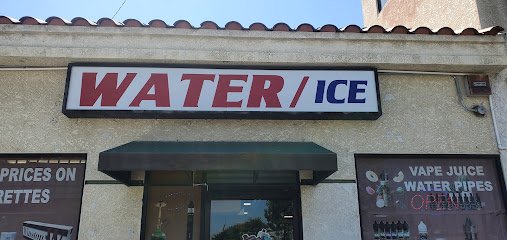 WATER/ICE
PRICES ON
RETTES
VAPE JUICE
WATER PIPES
OPEN